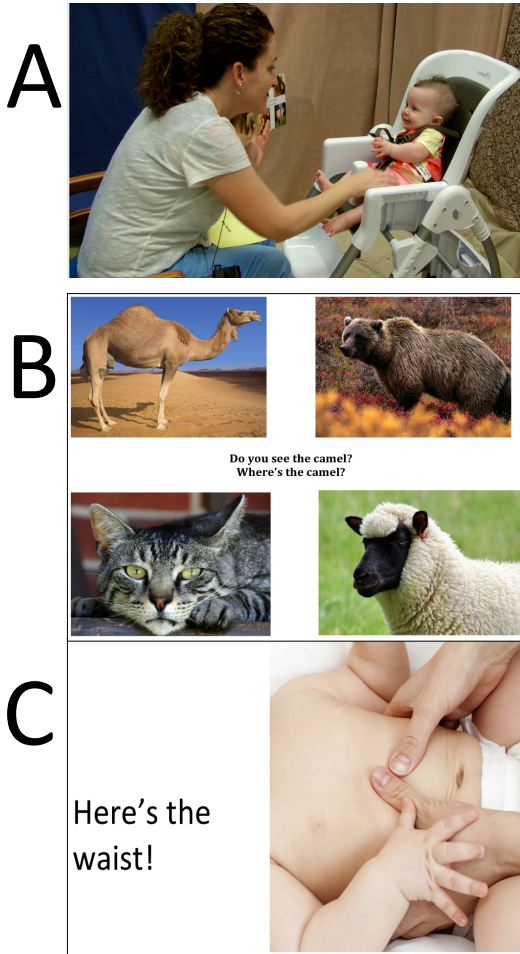 A
B
Do you see the camel?
Where's the camel?
C
Here's the
waist!